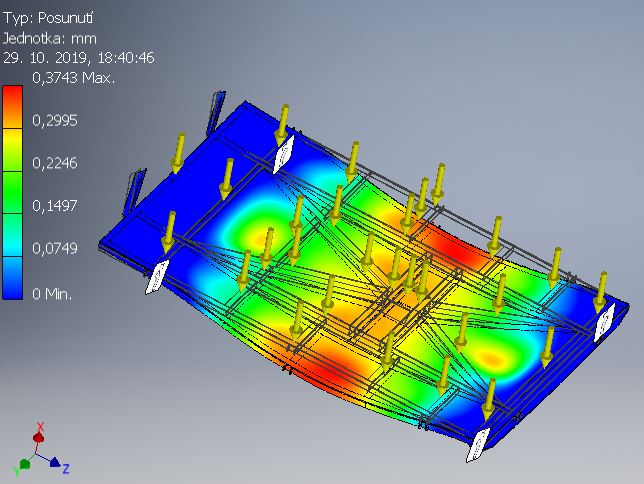 Typ: Posunutí
Jednotka: mm
29. 10. 2019, 18:40:46
0,3743 Max.
0,2995
0,2246
0,1497
0,0749
0 Min.
X
Y
Z